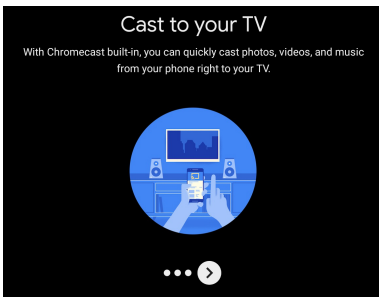 Cast to your TV
With Chromecast built-in, you can quickly cast photos, videos, and music
from your phone right to your TV.